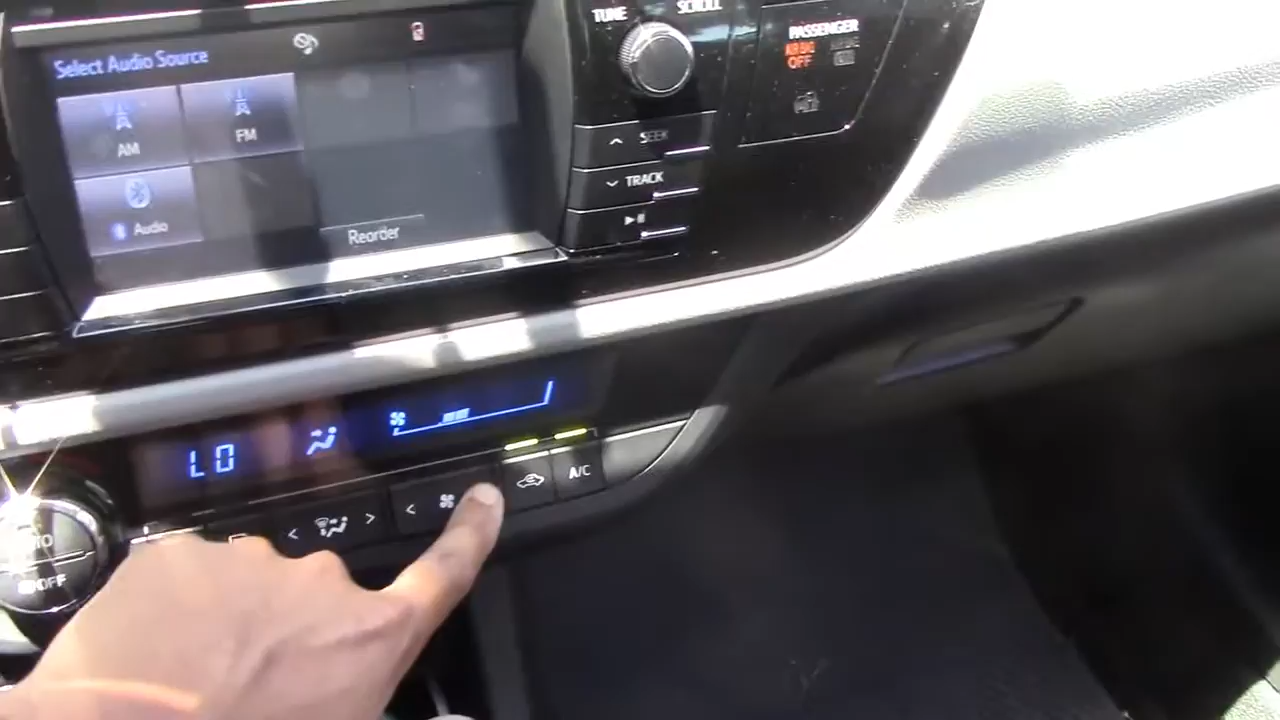 TUNE SCROLL
PASSENGER
AIR BAG
OFF
Select Audio Source
AM
FM
SEEK
TRACK
Audio
Reorder
LO
A/C
OFF